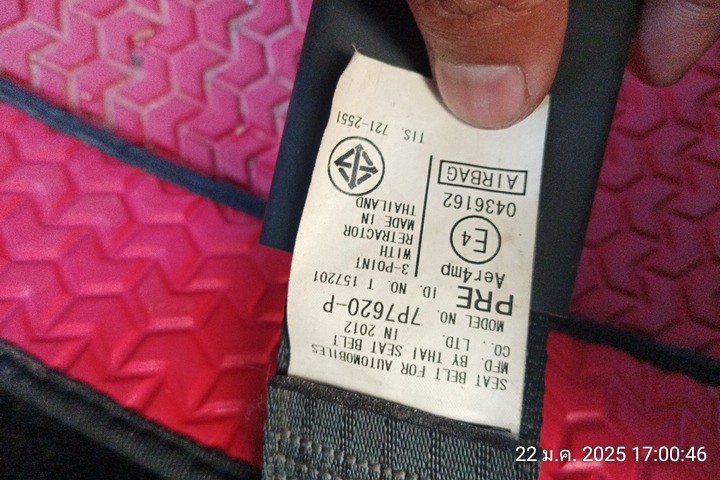 SEAT BELT FOR AUTOMOBILES
MFD. BY THAI SEAT BELT
CO., LTD. IN 2012
MODEL NO. 7P7620-P
PRE ID. NO. T 157201
Aer4mp
E4
0436162
AIRBAG
3-POINT
WITH
RETRACTOR
MADE IN
THAILAND
TIS. 721-2551
22 ม.ค. 2025 17:00:46